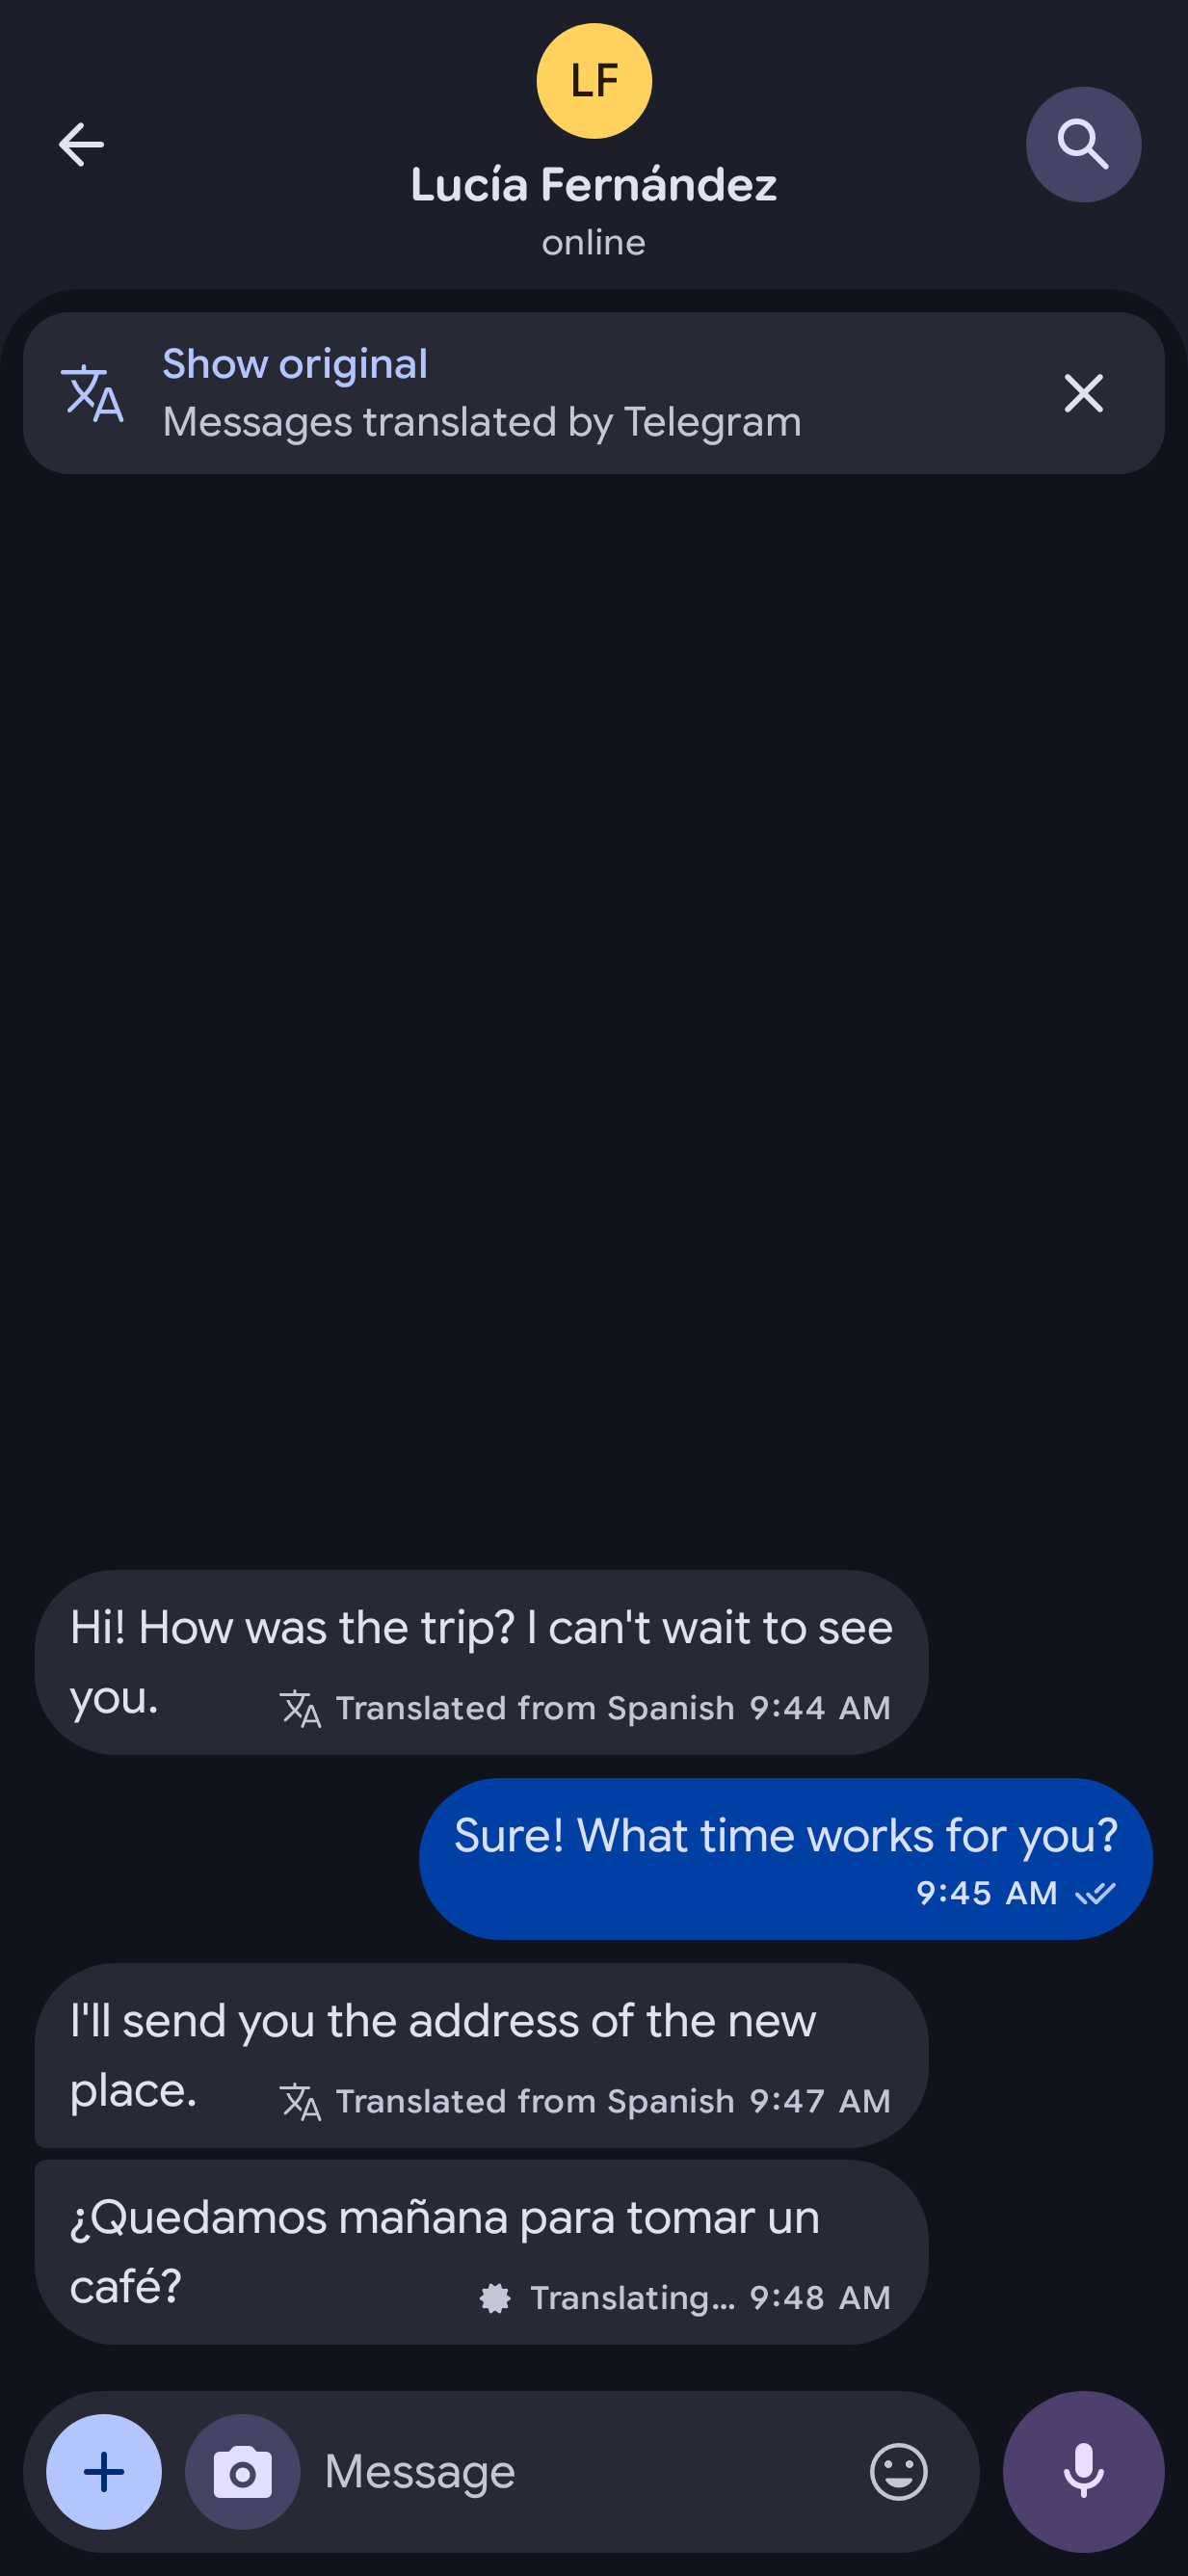 LF
Lucía Fernández
online
Show original
Messages translated by Telegram
Hi! How was the trip? I can't wait to see
you.
Translated from Spanish 9:44 AM
Sure! What time works for you?
9:45 AM
I'll send you the address of the new
place.
Translated from Spanish 9:47 AM
¿Quedamos mañana para tomar un
café?
Translating... 9:48 AM
Message